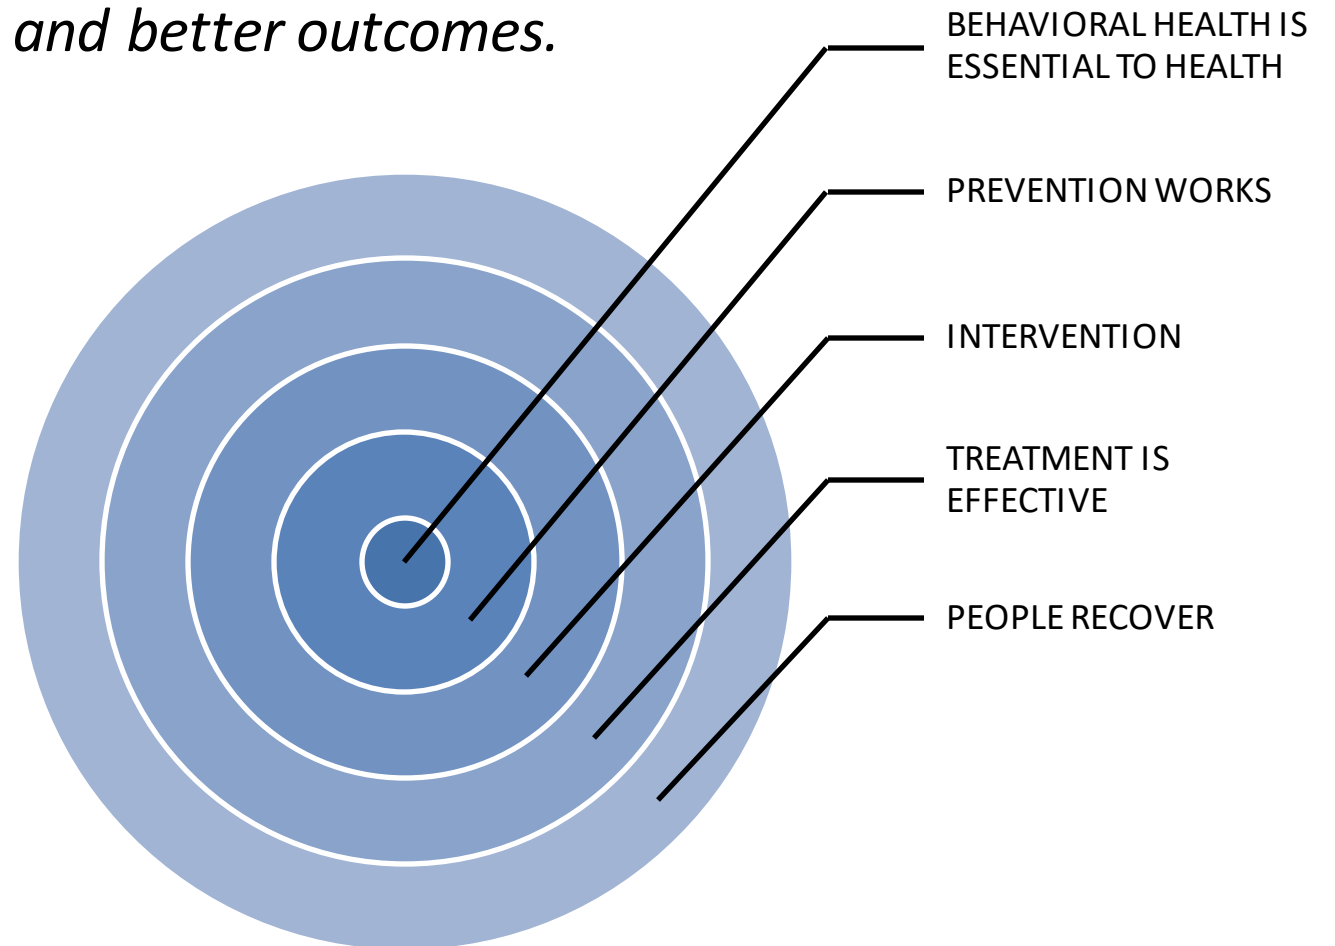 and better outcomes.
BEHAVIORAL HEALTH IS
ESSENTIAL TO HEALTH
PREVENTION WORKS
INTERVENTION
TREATMENT IS
EFFECTIVE
PEOPLE RECOVER